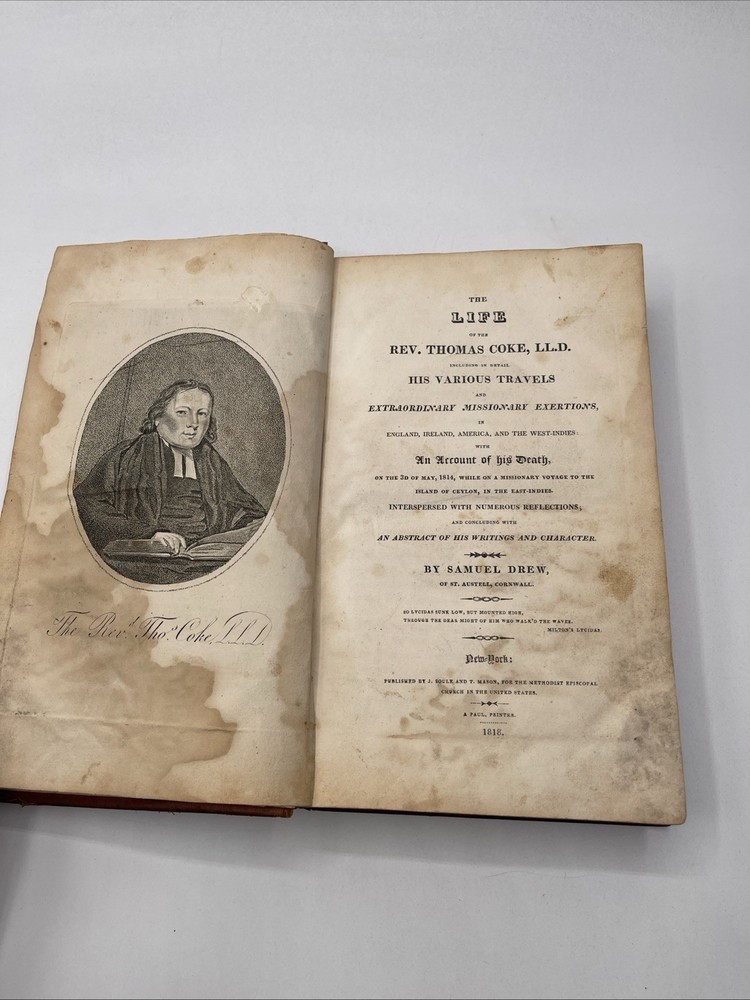 The Rev.d Tho.s Coke, LLD.
THE
LIFE
OF THE
REV. THOMAS COKE, LL.D.
INCLUDING IN DETAIL
HIS VARIOUS TRAVELS
AND
EXTRAORDINARY MISSIONARY EXERTIONS,
IN
ENGLAND, IRELAND, AMERICA, AND THE WEST-INDIES:
WITH
An Account of his Death,
ON THE 3D OF MAY, 1814, WHILE ON A MISSIONARY VOYAGE TO THE
ISLAND OF CEYLON, IN THE EAST-INDIES.
INTERSPERSED WITH NUMEROUS REFLECTIONS;
AND CONCLUDING WITH
AN ABSTRACT OF HIS WRITINGS AND CHARACTER.
BY SAMUEL DREW,
OF ST. AUSTELL, CORNWALL.
SO LYCIDAS SUNK LOW, BUT MOUNTED HIGH,
THROUGH THE DEAR MIGHT OF HIM WHO WALK'D THE WAVES.
MILTON'S LYCIDAS.
New-York:
PUBLISHED BY J. SOULE AND T. MASON, FOR THE METHODIST EPISCOPAL
CHURCH IN THE UNITED STATES.
A PAUL, PRINTER.
1818.